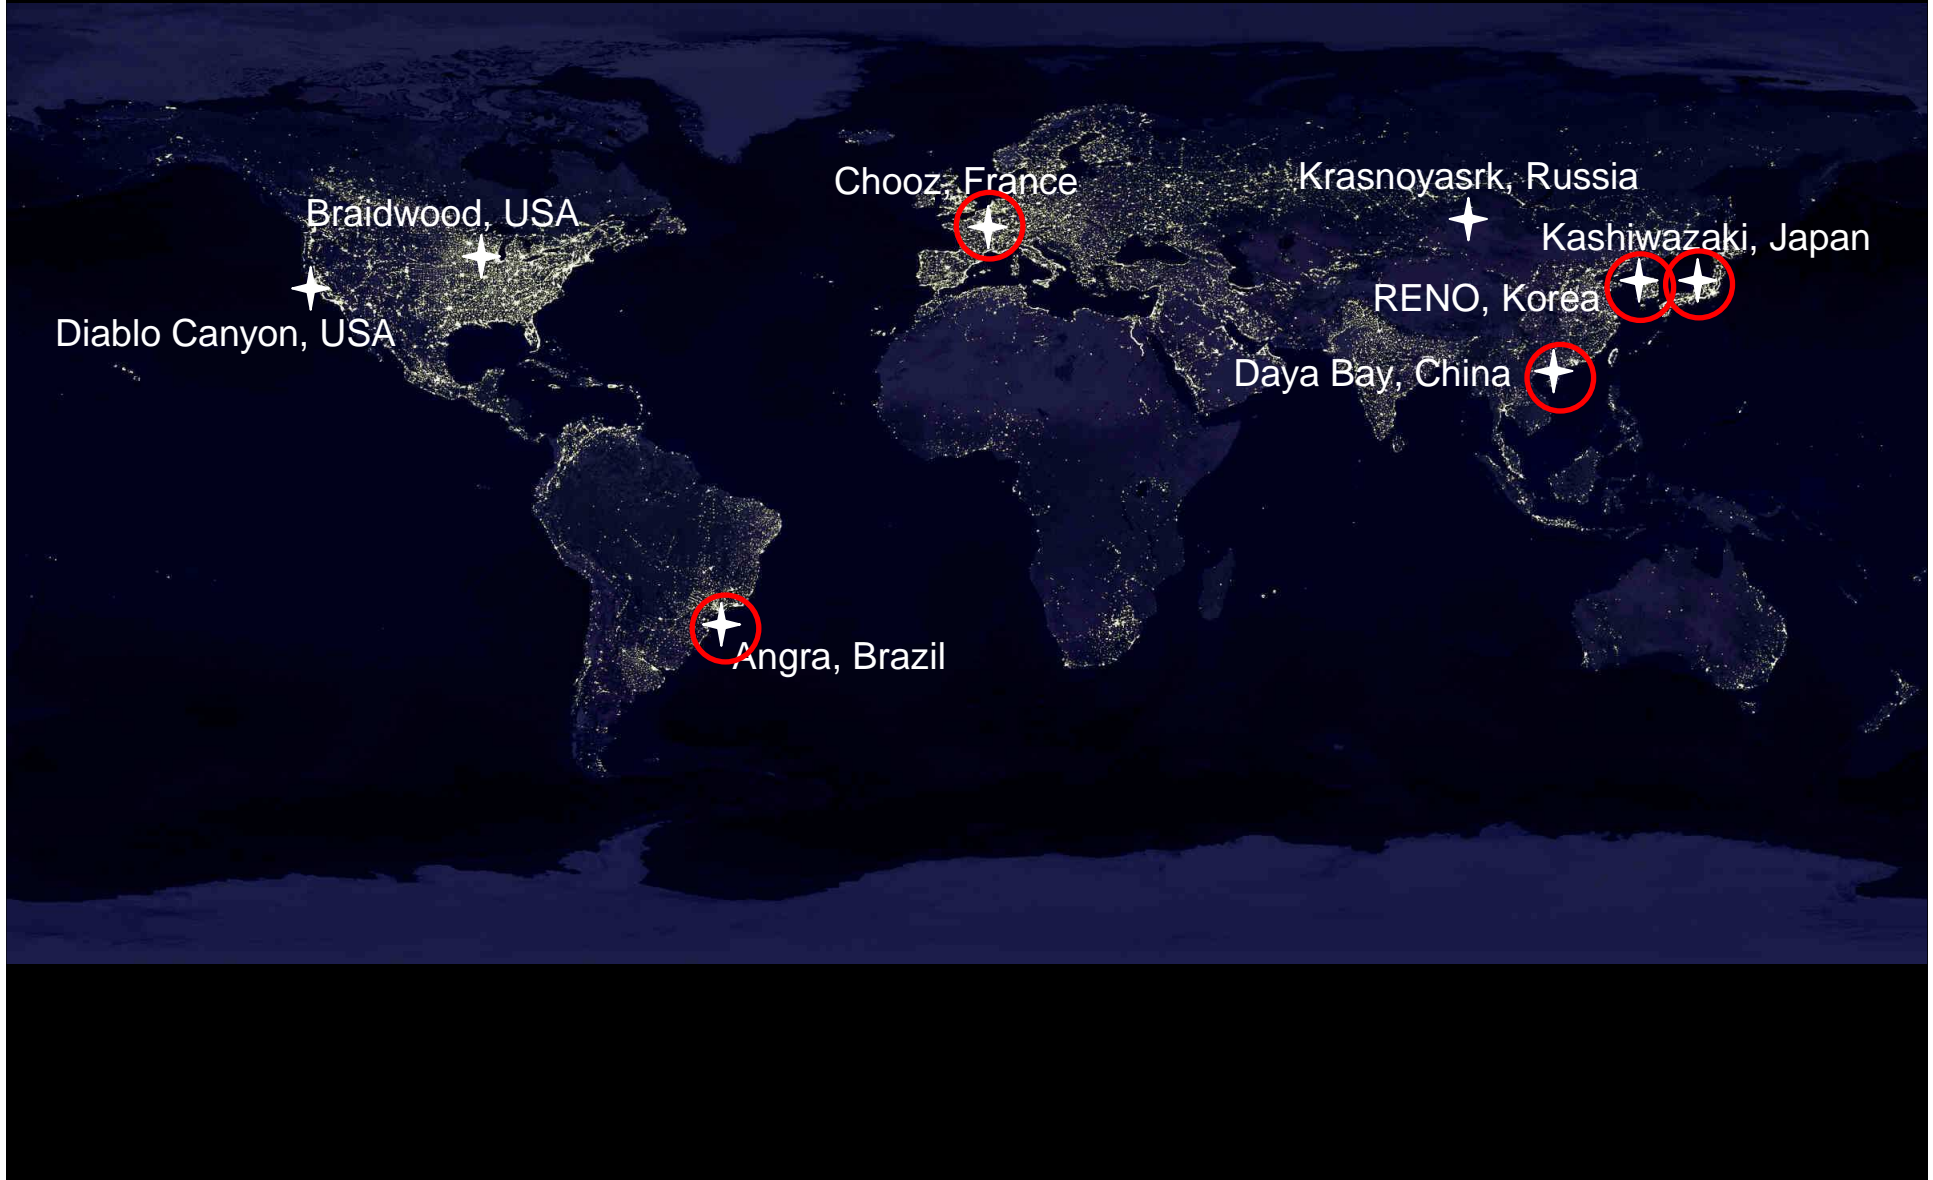 Chooz, France
Krasnoyasrk, Russia
Braidwood, USA
Kashiwazaki, Japan
RENO, Korea
Diablo Canyon, USA
Daya Bay, China
Angra, Brazil